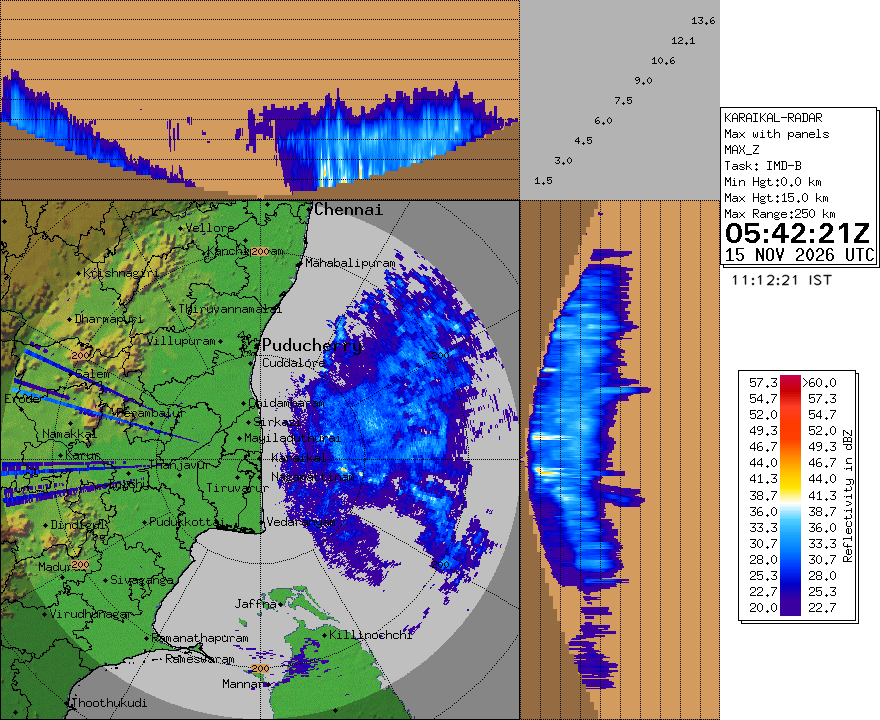 13.6
12.1
10.6
9.0
7.5
6.0
4.5
3.0
1.5
KARAIKAL-RADAR
Max with panels
MAX_Z
Task: IMD-B
Min Hgt:0.0 km
Max Hgt:15.0 km
Max Range:250 km
05:42:21Z
15 NOV 2026 UTC
11:12:21 IST
Chennai
Vellore
200
Mahabalipuram
Krishnagiri
Thiruvannamalai
Dharmapuri
Villupuram
Puducherry
200
200
Cuddalore
Salem
Erode
Perambalur
Sirkali
Namakkal
Mayiladuthurai
Karur
Karaikal
Thanjavur
Tiruvarur
Pudukkottai
Dindigul
200
Sivaganga
Jaffna
Virudhunagar
Ramanathapuram
Killinochchi
Rameswaram
200
Mannar
Thoothukudi
57.3 >60.0
54.7 57.3
52.0 54.7
49.3 52.0
46.7 49.3
44.0 46.7
41.3 44.0
38.7 41.3
36.0 38.7
33.3 36.0
30.7 33.3
28.0 30.7
25.3 28.0
22.7 25.3
20.0 22.7
Reflectivity in dBZ